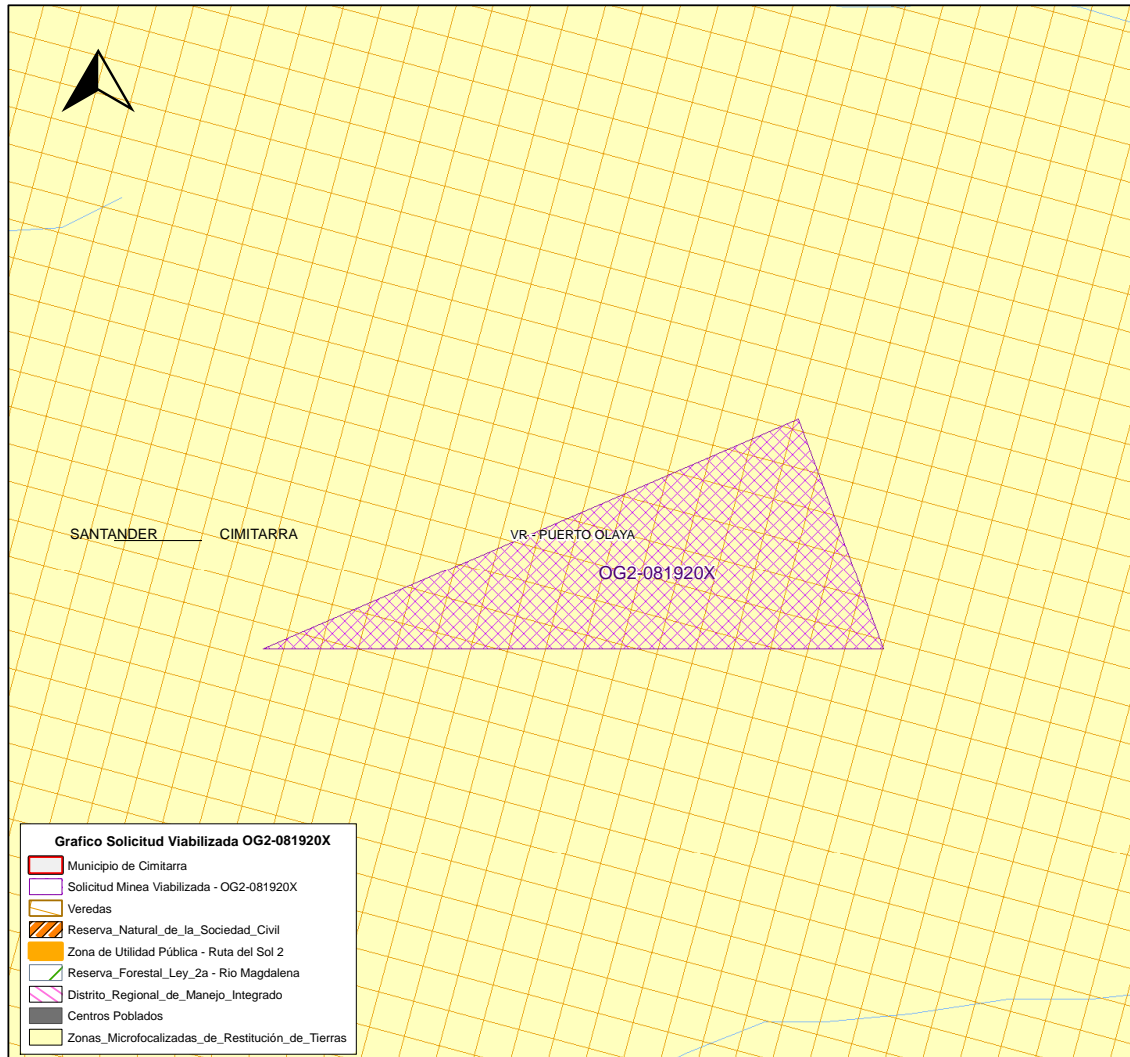 SANTANDER CIMITARRA
VR - PUERTO OLAYA
OG2-081920X
Grafico Solicitud Viabilizada OG2-081920X
Municipio de Cimitarra
Solicitud Minea Viabilizada - OG2-081920X
Veredas
Reserva_Natural_de_la_Sociedad_Civil
Zona de Utilidad Pública - Ruta del Sol 2
Reserva_Forestal_Ley_2a - Rio Magdalena
Distrito_Regional_de_Manejo_Integrado
Centros Poblados
Zonas_Microfocalizadas_de_Restitución_de_Tierras